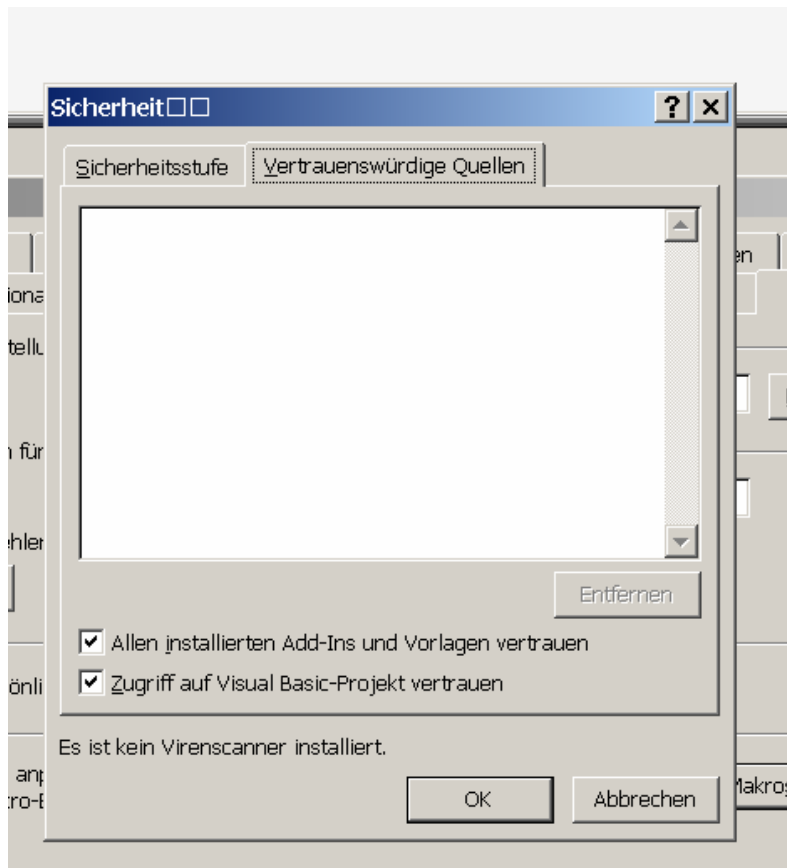 Sicherheit□□
Sicherheitsstufe
Vertrauenswürdige Quellen
Entfernen
Allen installierten Add-Ins und Vorlagen vertrauen
Zugriff auf Visual Basic-Projekt vertrauen
Es ist kein Virenscanner installiert.
OK
Abbrechen
für